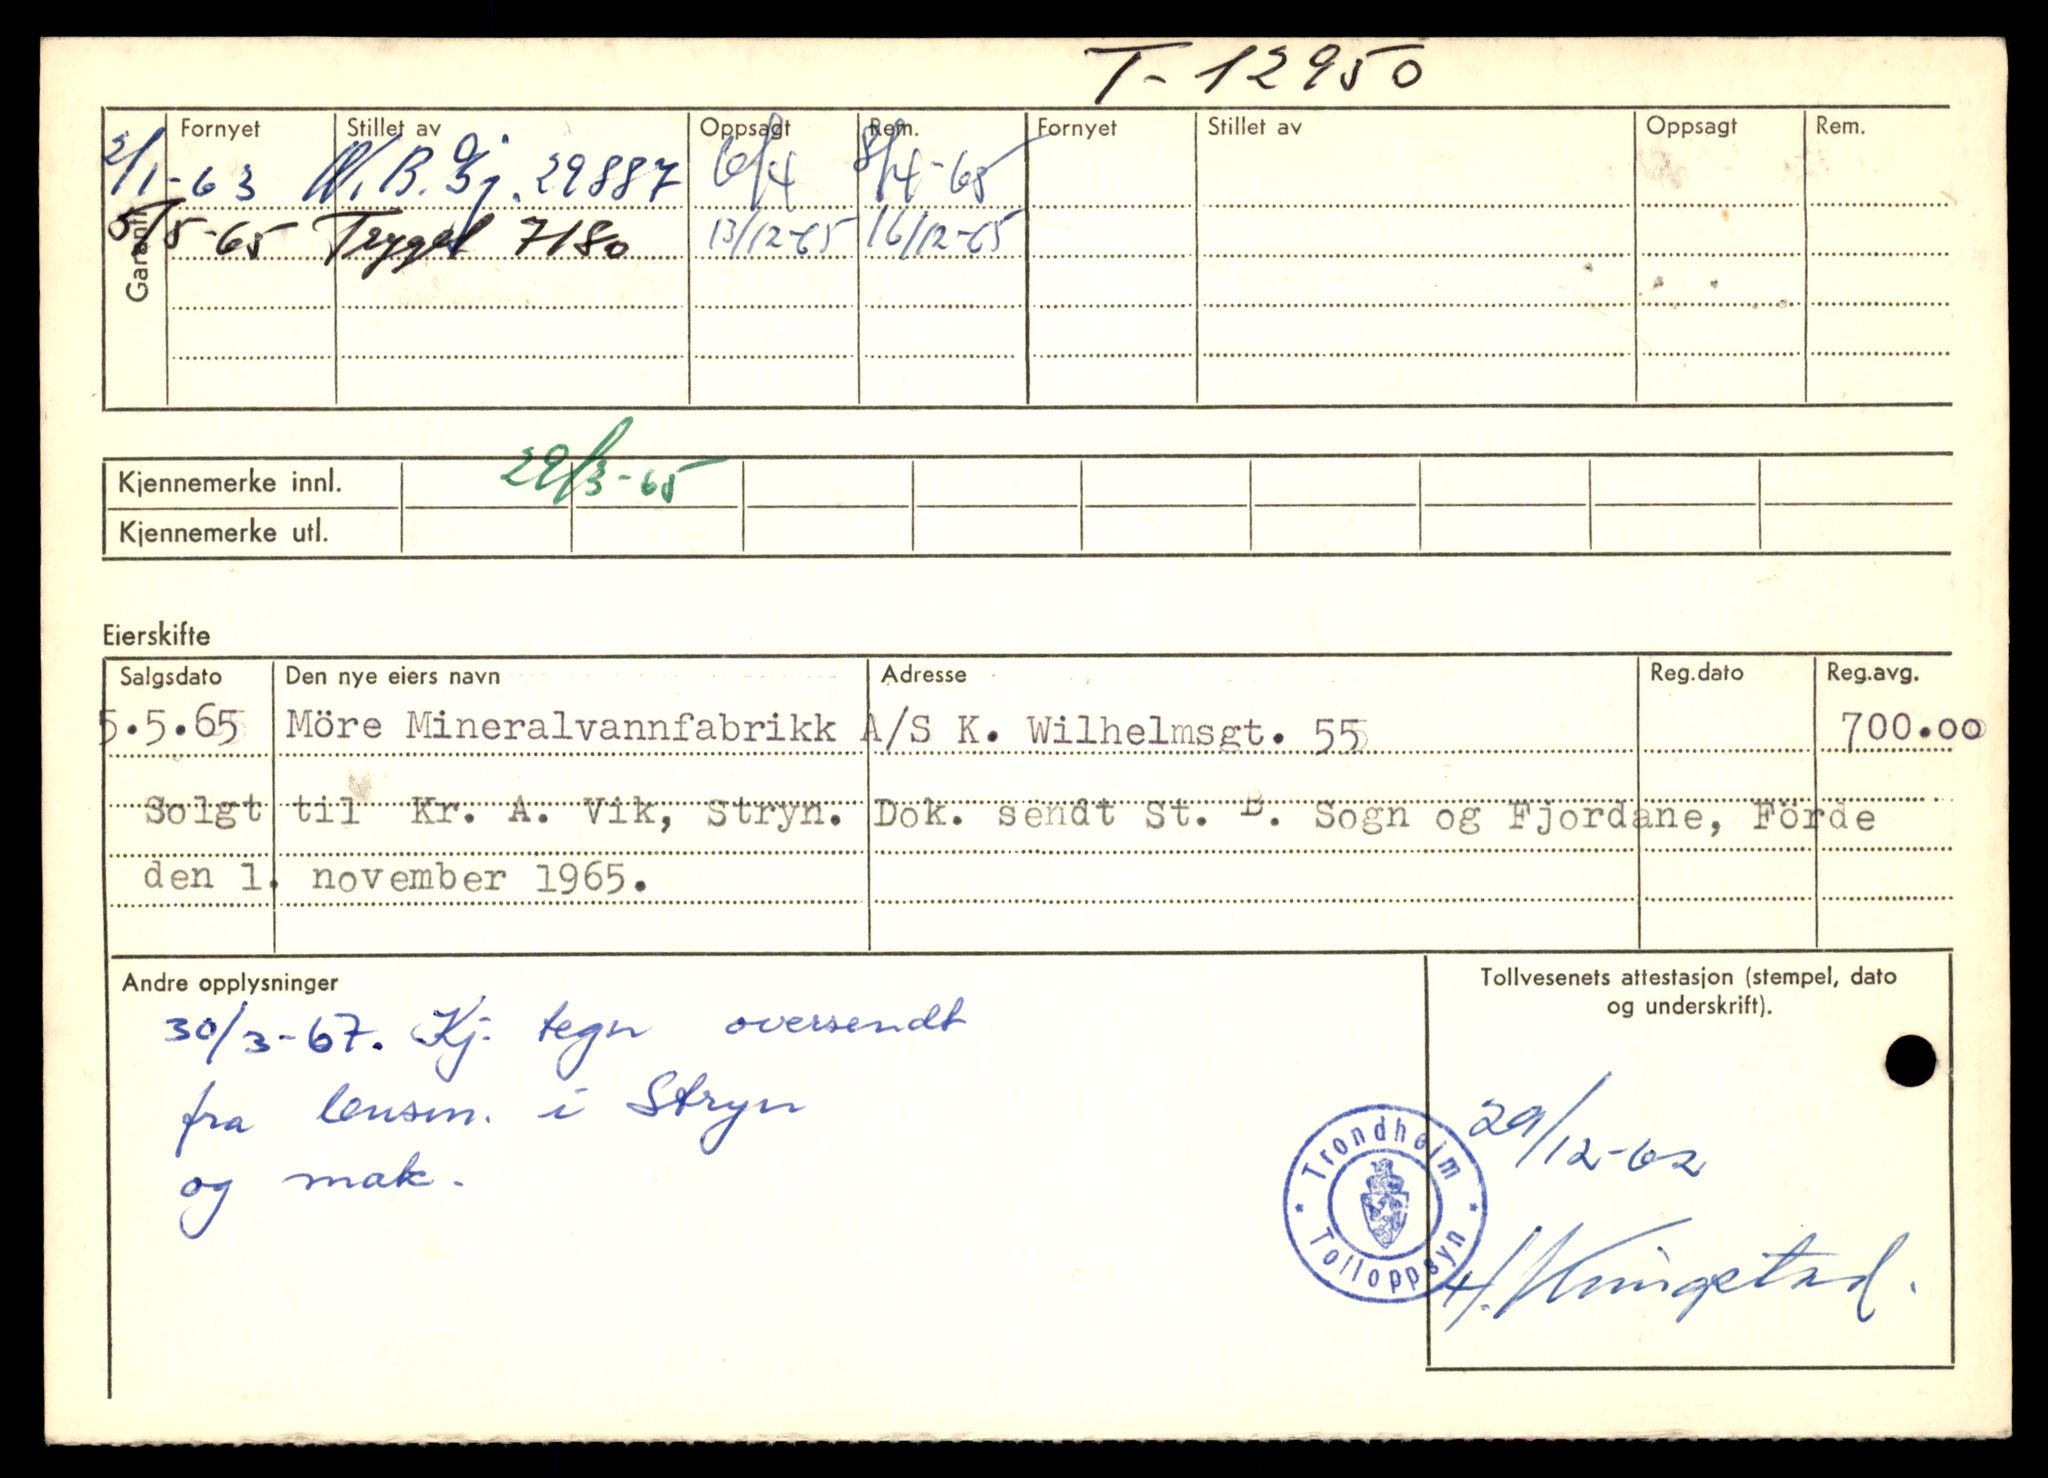 T-12950
Garanti
Fornyet Stillet av Oppsagt Rem. Fornyet Stillet av Oppsagt Rem.
2/1-63 29887 6/4 8/4-65
5/5-65 Trygd 7180 13/12-65 16/12-65
Kjennemerke innl. 29/3-65
Kjennemerke utl.
Eierskifte
Salgsdato Den nye eiers navn Adresse Reg.dato Reg.avg.
5.5.65 Möre Mineralvannfabrikk A/S K. Wilhelmsgt. 55 700.00
Solgt til Kr. A. Vik, Stryn. Dok. sendt St. B. Sogn og Fjordane, Förde
den 1. november 1965.
Andre opplysninger
30/3-67. Kj. tegn oversendt
fra lensm. i Stryn
og mak.
Tollvesenets attestasjon (stempel, dato
og underskrift).
29/12-62
Trondheim
Tolloppsyn